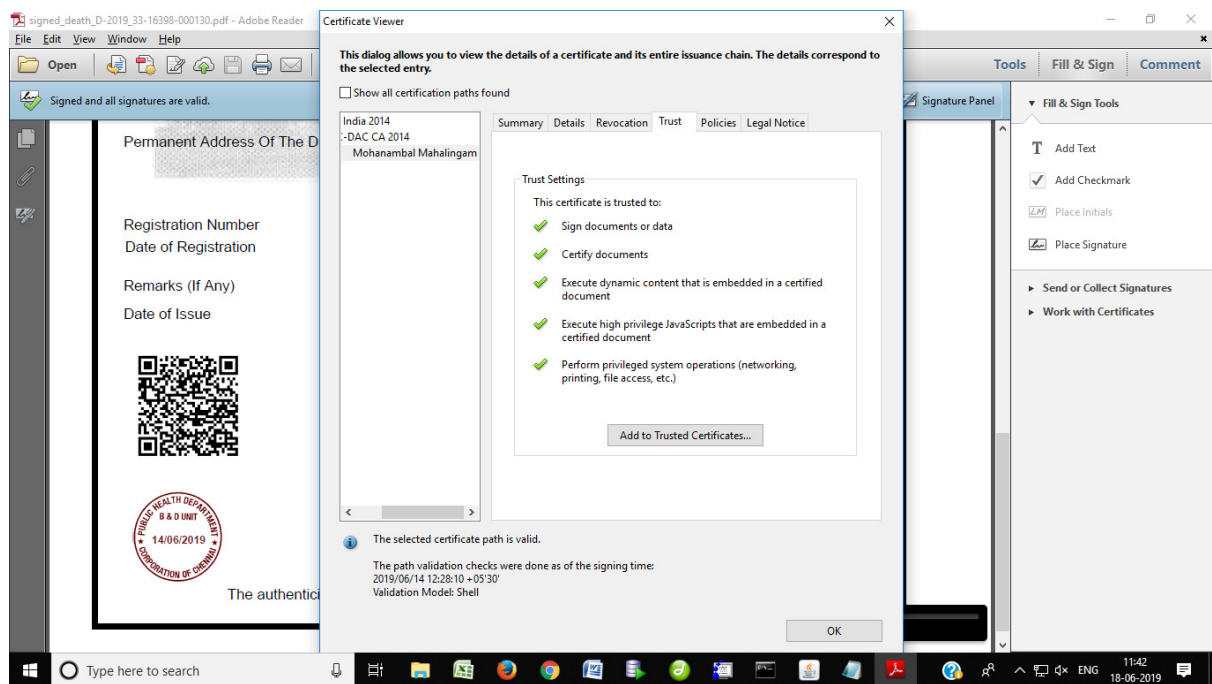 signed_death_D-2019_33-16398-000130.pdf - Adobe Reader
File Edit View Window Help
Open
Tools Fill & Sign Comment
Signed and all signatures are valid.
Signature Panel
Permanent Address Of The D
Registration Number
Date of Registration
Remarks (If Any)
Date of Issue
PUBLIC HEALTH DEPARTMENT
B & D UNIT
14/06/2019
CORPORATION OF CHENNAI
The authentici
Certificate Viewer
This dialog allows you to view the details of a certificate and its entire issuance chain. The details correspond to
the selected entry.
Show all certification paths found
India 2014
:-DAC CA 2014
Mohanambal Mahalingam
Summary Details Revocation Trust Policies Legal Notice
Trust Settings
This certificate is trusted to:
Sign documents or data
Certify documents
Execute dynamic content that is embedded in a certified
document
Execute high privilege JavaScripts that are embedded in a
certified document
Perform privileged system operations (networking,
printing, file access, etc.)
Add to Trusted Certificates...
The selected certificate path is valid.
The path validation checks were done as of the signing time:
2019/06/14 12:28:10 +05'30'
Validation Model: Shell
OK
Fill & Sign Tools
T Add Text
Add Checkmark
LM Place Initials
Place Signature
Send or Collect Signatures
Work with Certificates
Type here to search
ENG
11:42
18-06-2019